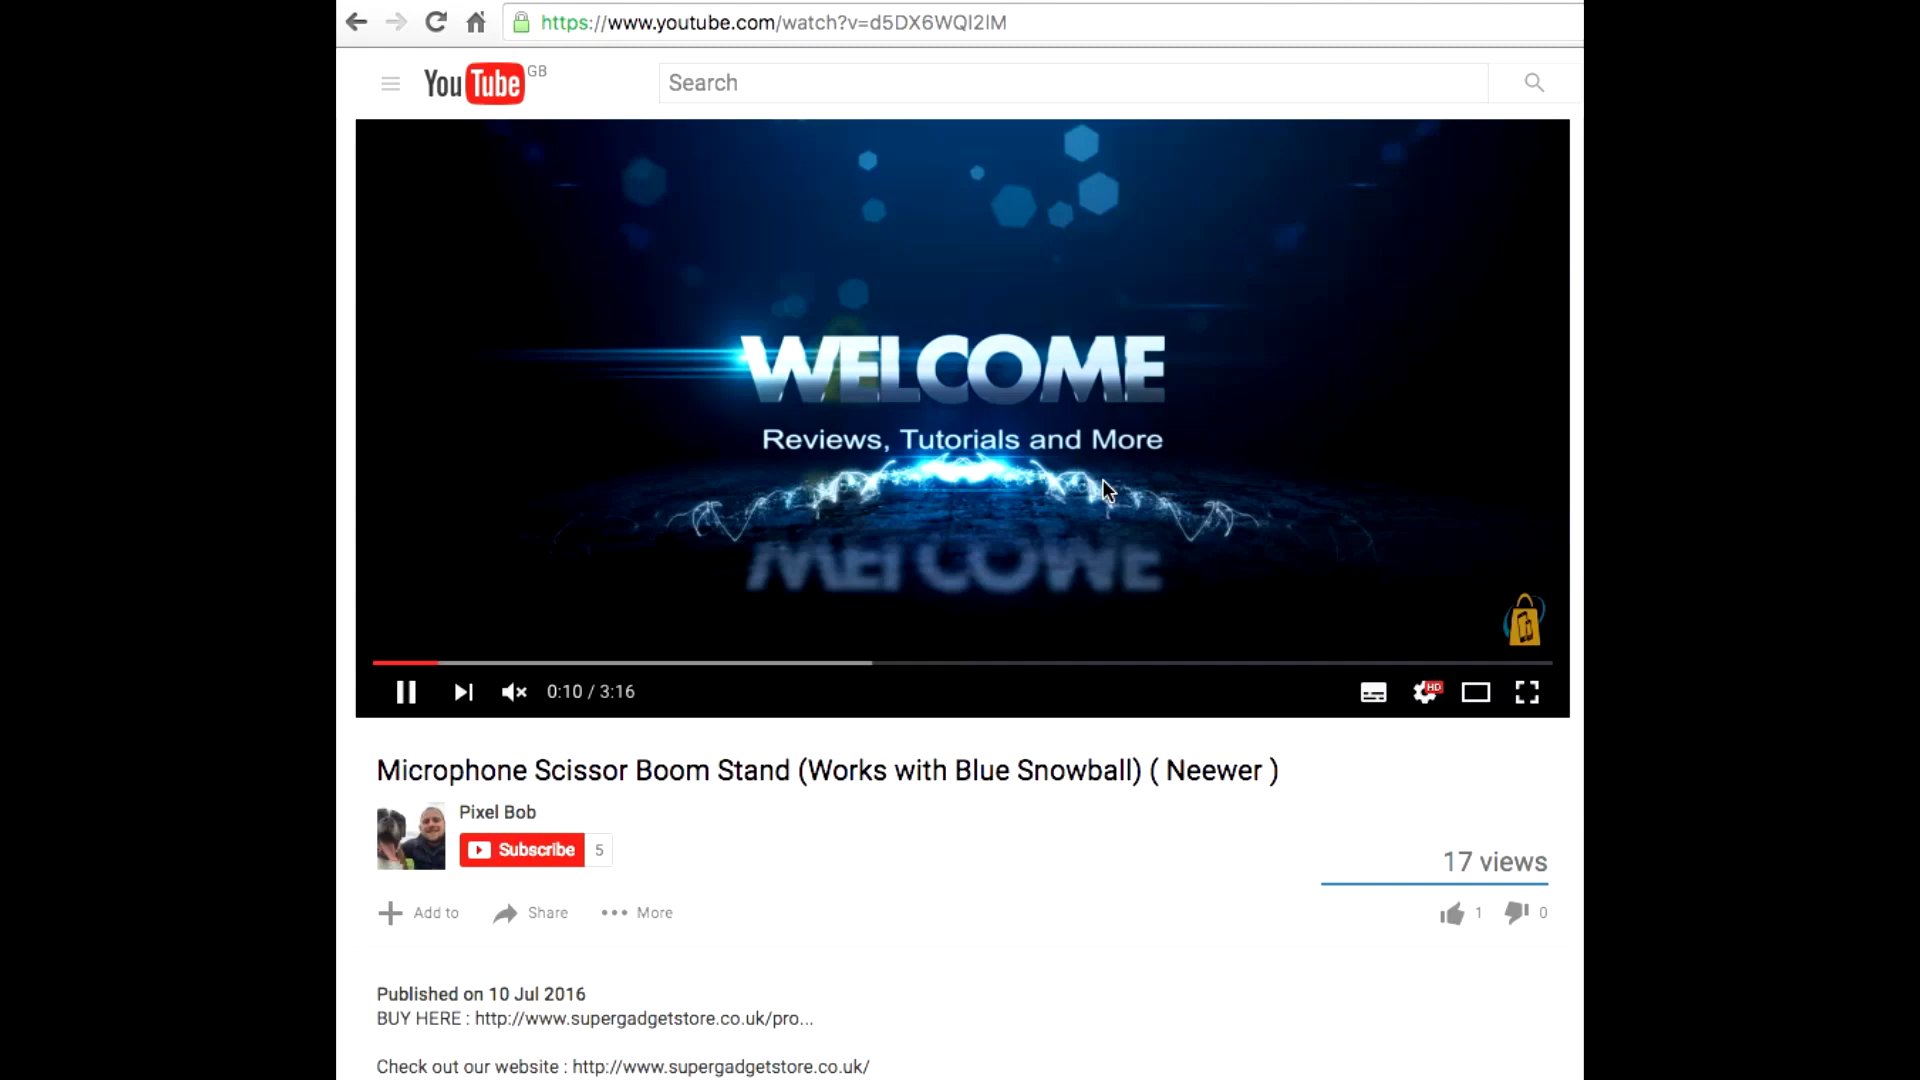 https://www.youtube.com/watch?v=d5DX6WQl2lM
YouTube GB
Search
WELCOME
Reviews, Tutorials and More
0:10 / 3:16
HD
Microphone Scissor Boom Stand (Works with Blue Snowball) ( Neewer )
Pixel Bob
Subscribe 5
17 views
Add to Share More
1 0
Published on 10 Jul 2016
BUY HERE : http://www.supergadgetstore.co.uk/pro...
Check out our website : http://www.supergadgetstore.co.uk/